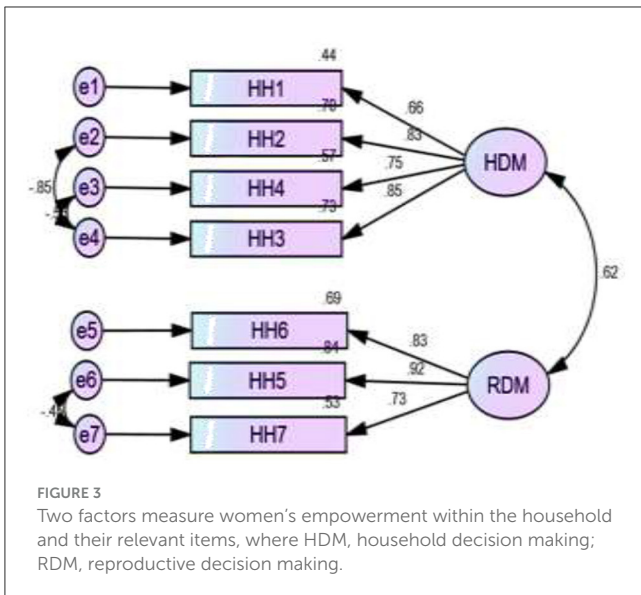 .44
e1 HH1 .66
.70
e2 HH2 .83 HDM
.57
-.85 e3 HH4 .75
.85
.73
e4 HH3
.62
.69
e5 HH6 .83
.84
e6 HH5 .92 RDM
.53
.73
e7 HH7
FIGURE 3
Two factors measure women's empowerment within the household
and their relevant items, where HDM, household decision making;
RDM, reproductive decision making.